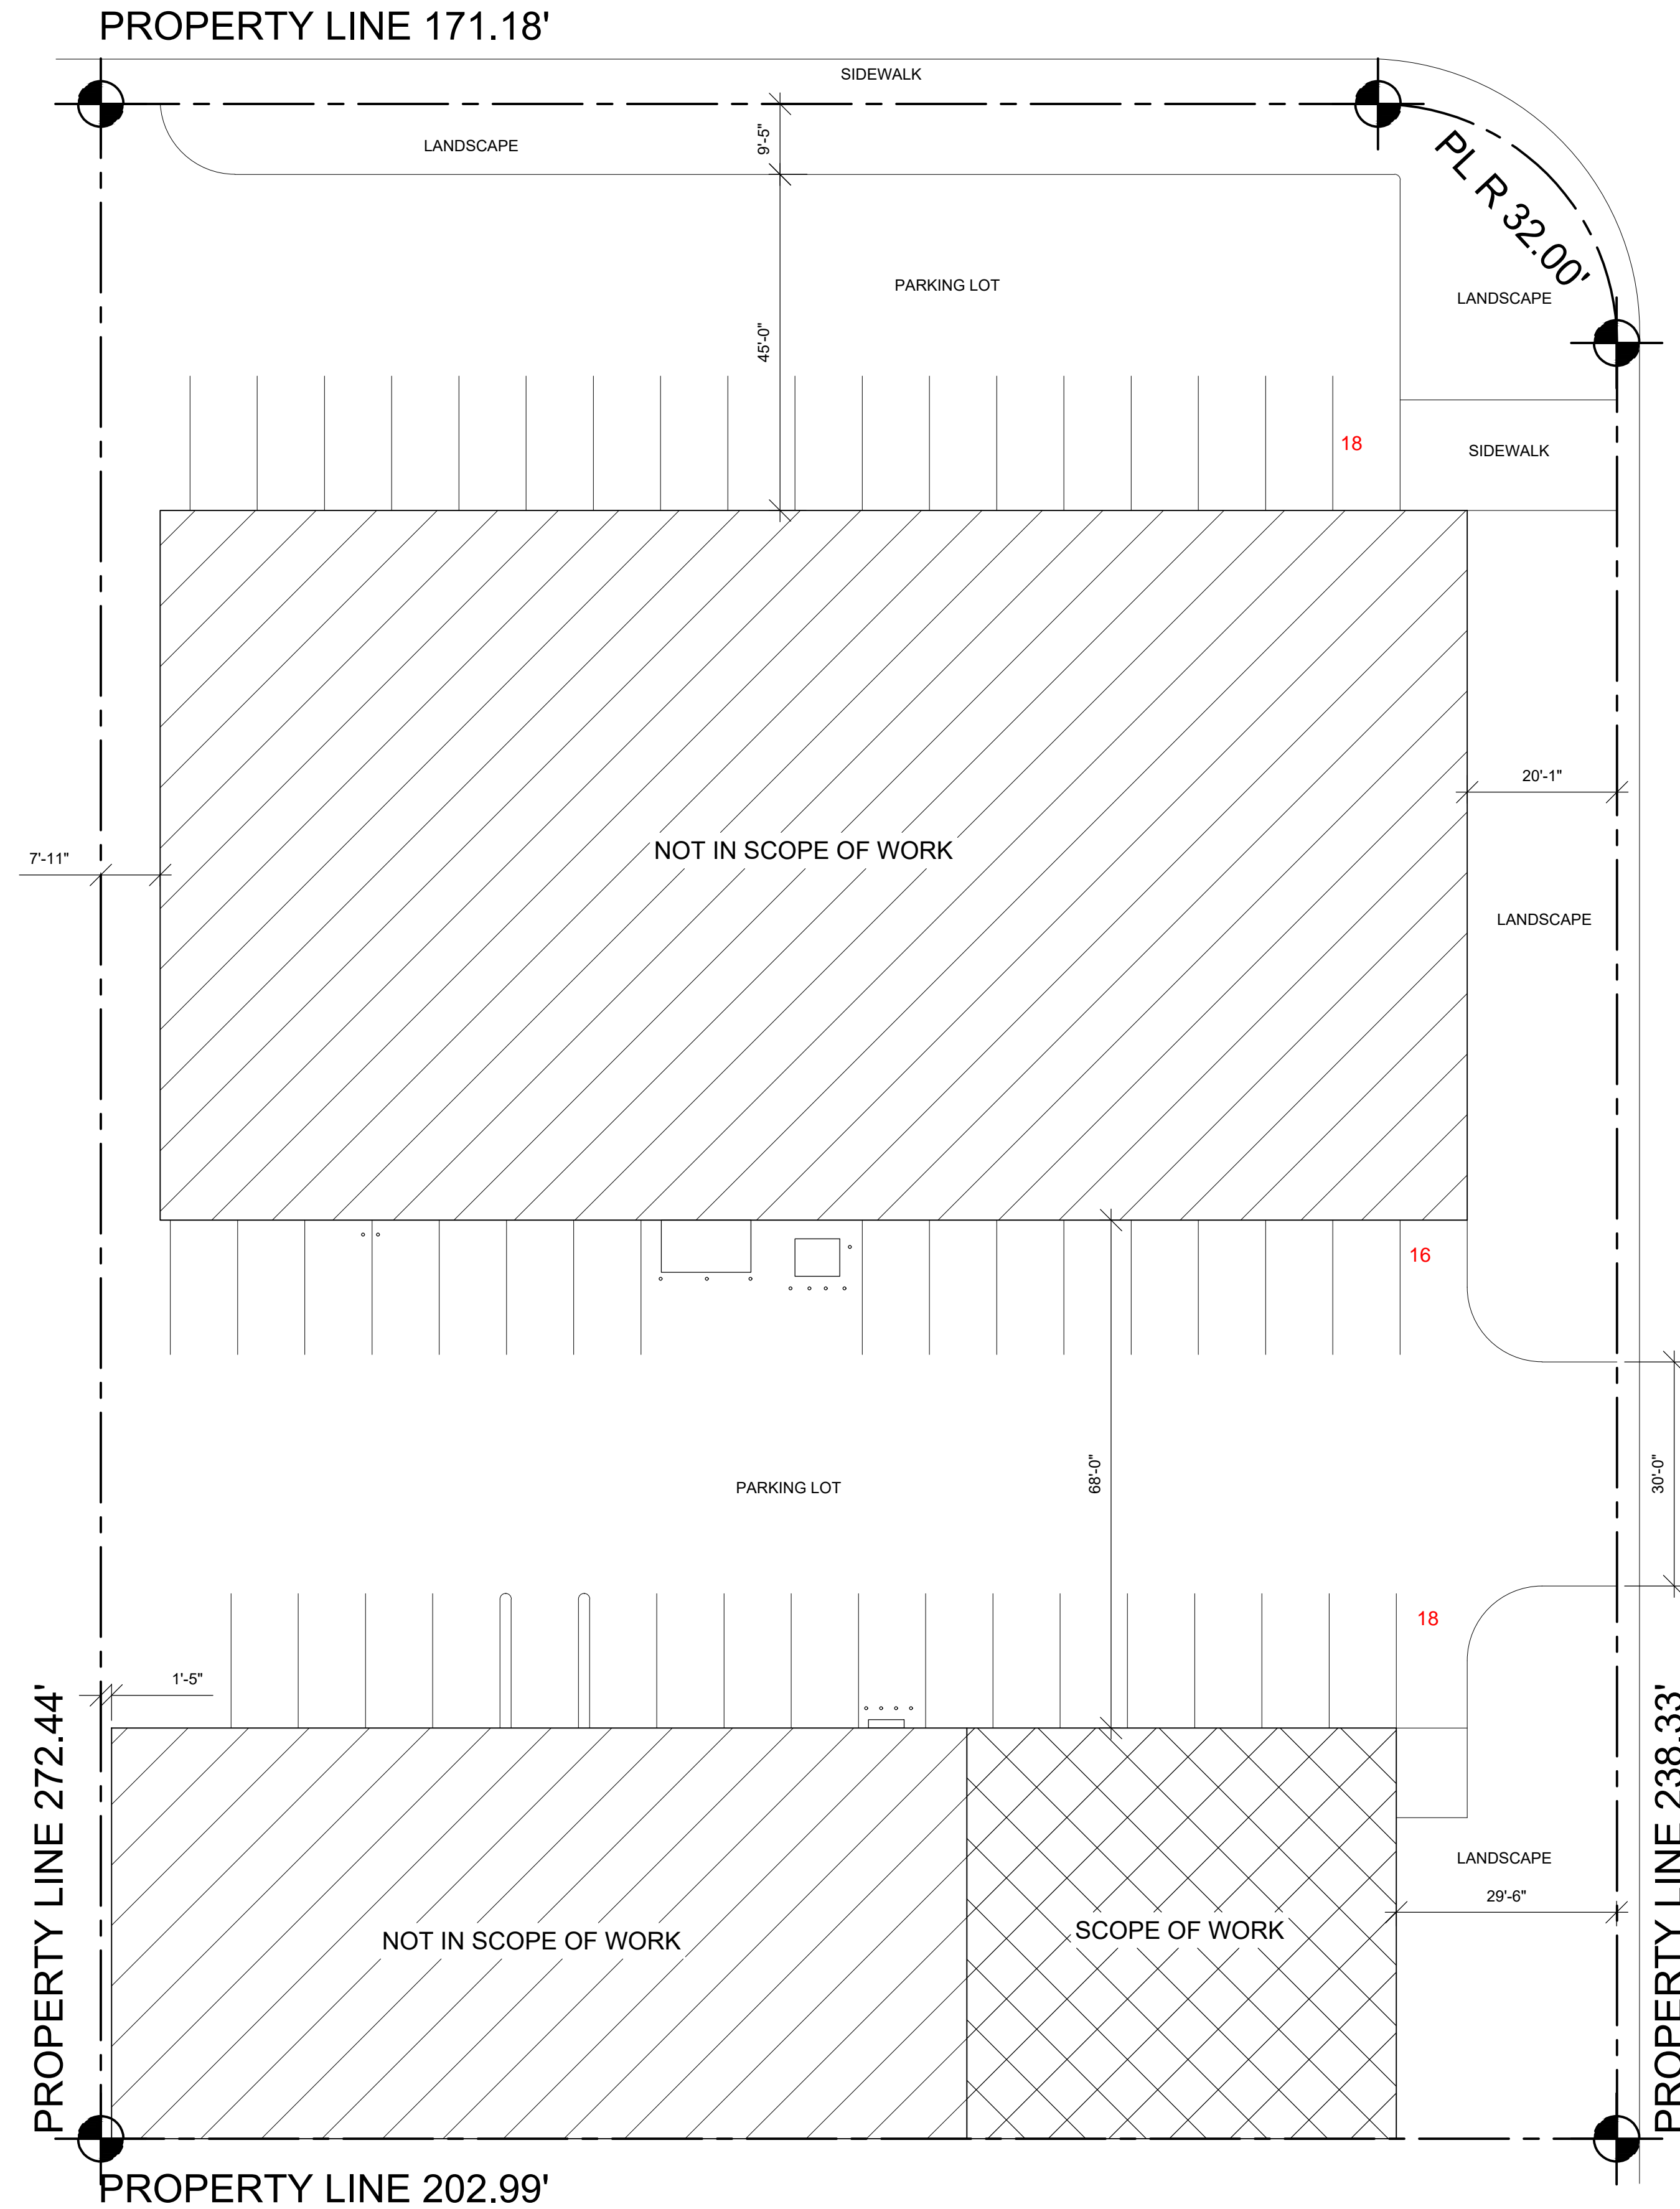 PROPERTY LINE 171.18'
SIDEWALK
9'-5"
LANDSCAPE
PL R 32.00'
PARKING LOT
LANDSCAPE
45'-0"
18
SIDEWALK
20'-1"
NOT IN SCOPE OF WORK
7'-11"
LANDSCAPE
16
68'-0"
30'-0"
PARKING LOT
18
1'-5"
PROPERTY LINE 272.44'
PROPERTY LINE 238.33'
LANDSCAPE
29'-6"
SCOPE OF WORK
NOT IN SCOPE OF WORK
PROPERTY LINE 202.99'